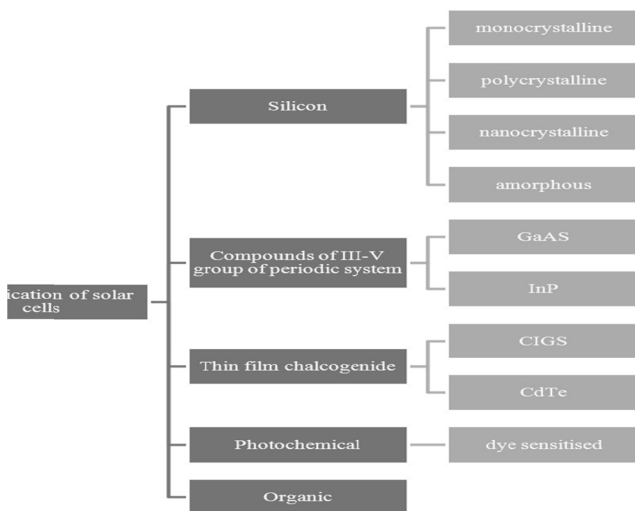 monocrystalline
polycrystalline
Silicon
nanocrystalline
amorphous
GaAS
Compounds of III-V
group of periodic system
InP
ication of solar
cells
CIGS
Thin film chalcogenide
CdTe
Photochemical
dye sensitised
Organic